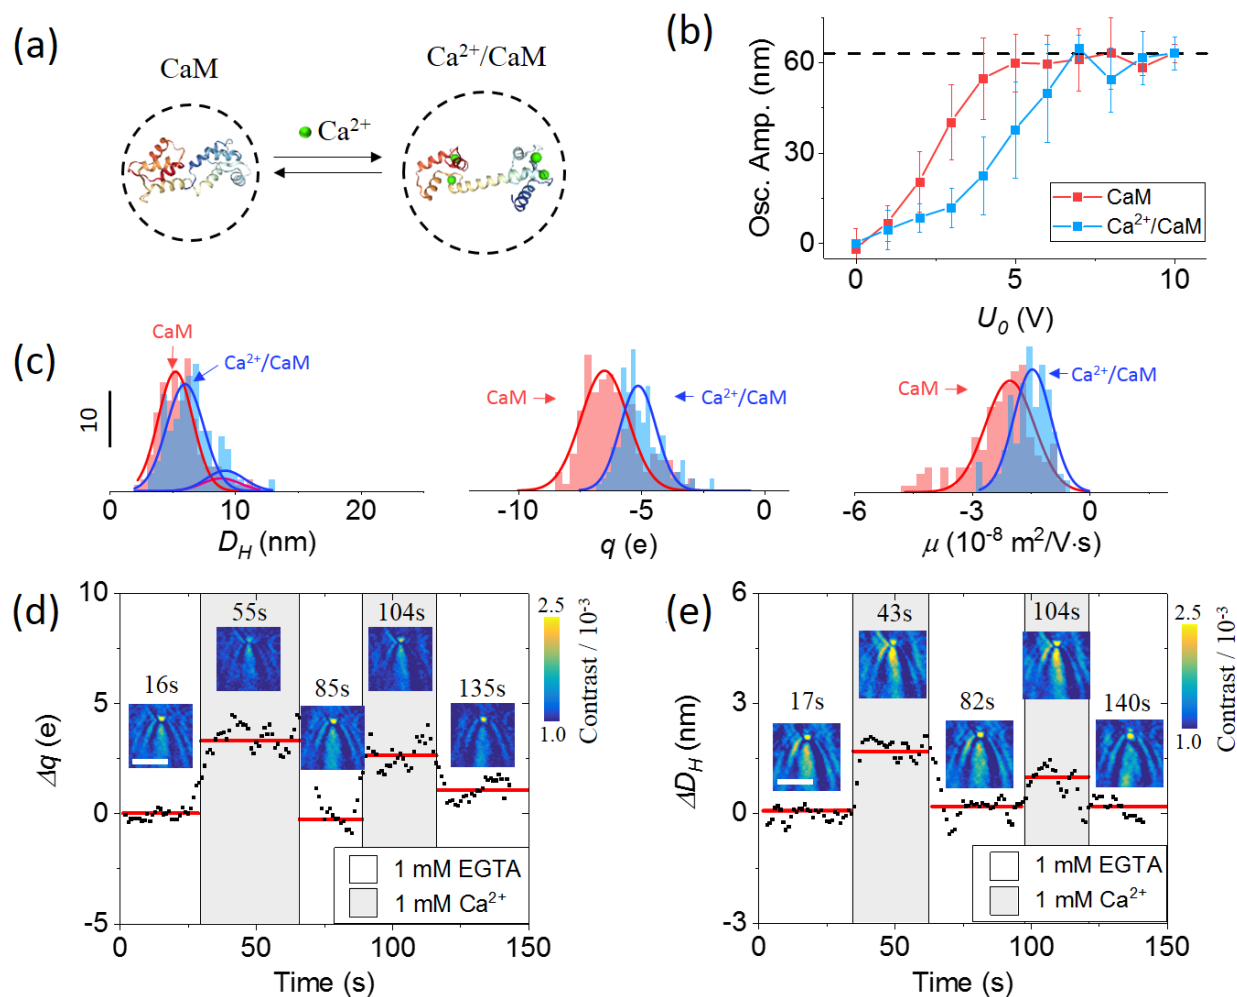 (a)
CaM
Ca²⁺/CaM
Ca²⁺
(b)
Osc. Amp. (nm)
60
30
0
0
5
10
U₀ (V)
CaM
Ca²⁺/CaM
(c)
CaM
Ca²⁺/CaM
10
0
10
20
D_H (nm)
CaM
Ca²⁺/CaM
-10
-5
0
q (e)
CaM
Ca²⁺/CaM
-6
-3
0
μ (10⁻⁸ m²/V·s)
(d)
Δq (e)
10
5
0
-5
16s
55s
85s
104s
135s
2.5
1.0
Contrast / 10⁻³
1 mM EGTA
1 mM Ca²⁺
0
50
100
150
Time (s)
(e)
ΔD_H (nm)
6
3
0
-3
17s
43s
82s
104s
140s
2.5
1.0
Contrast / 10⁻³
1 mM EGTA
1 mM Ca²⁺
0
50
100
150
Time (s)